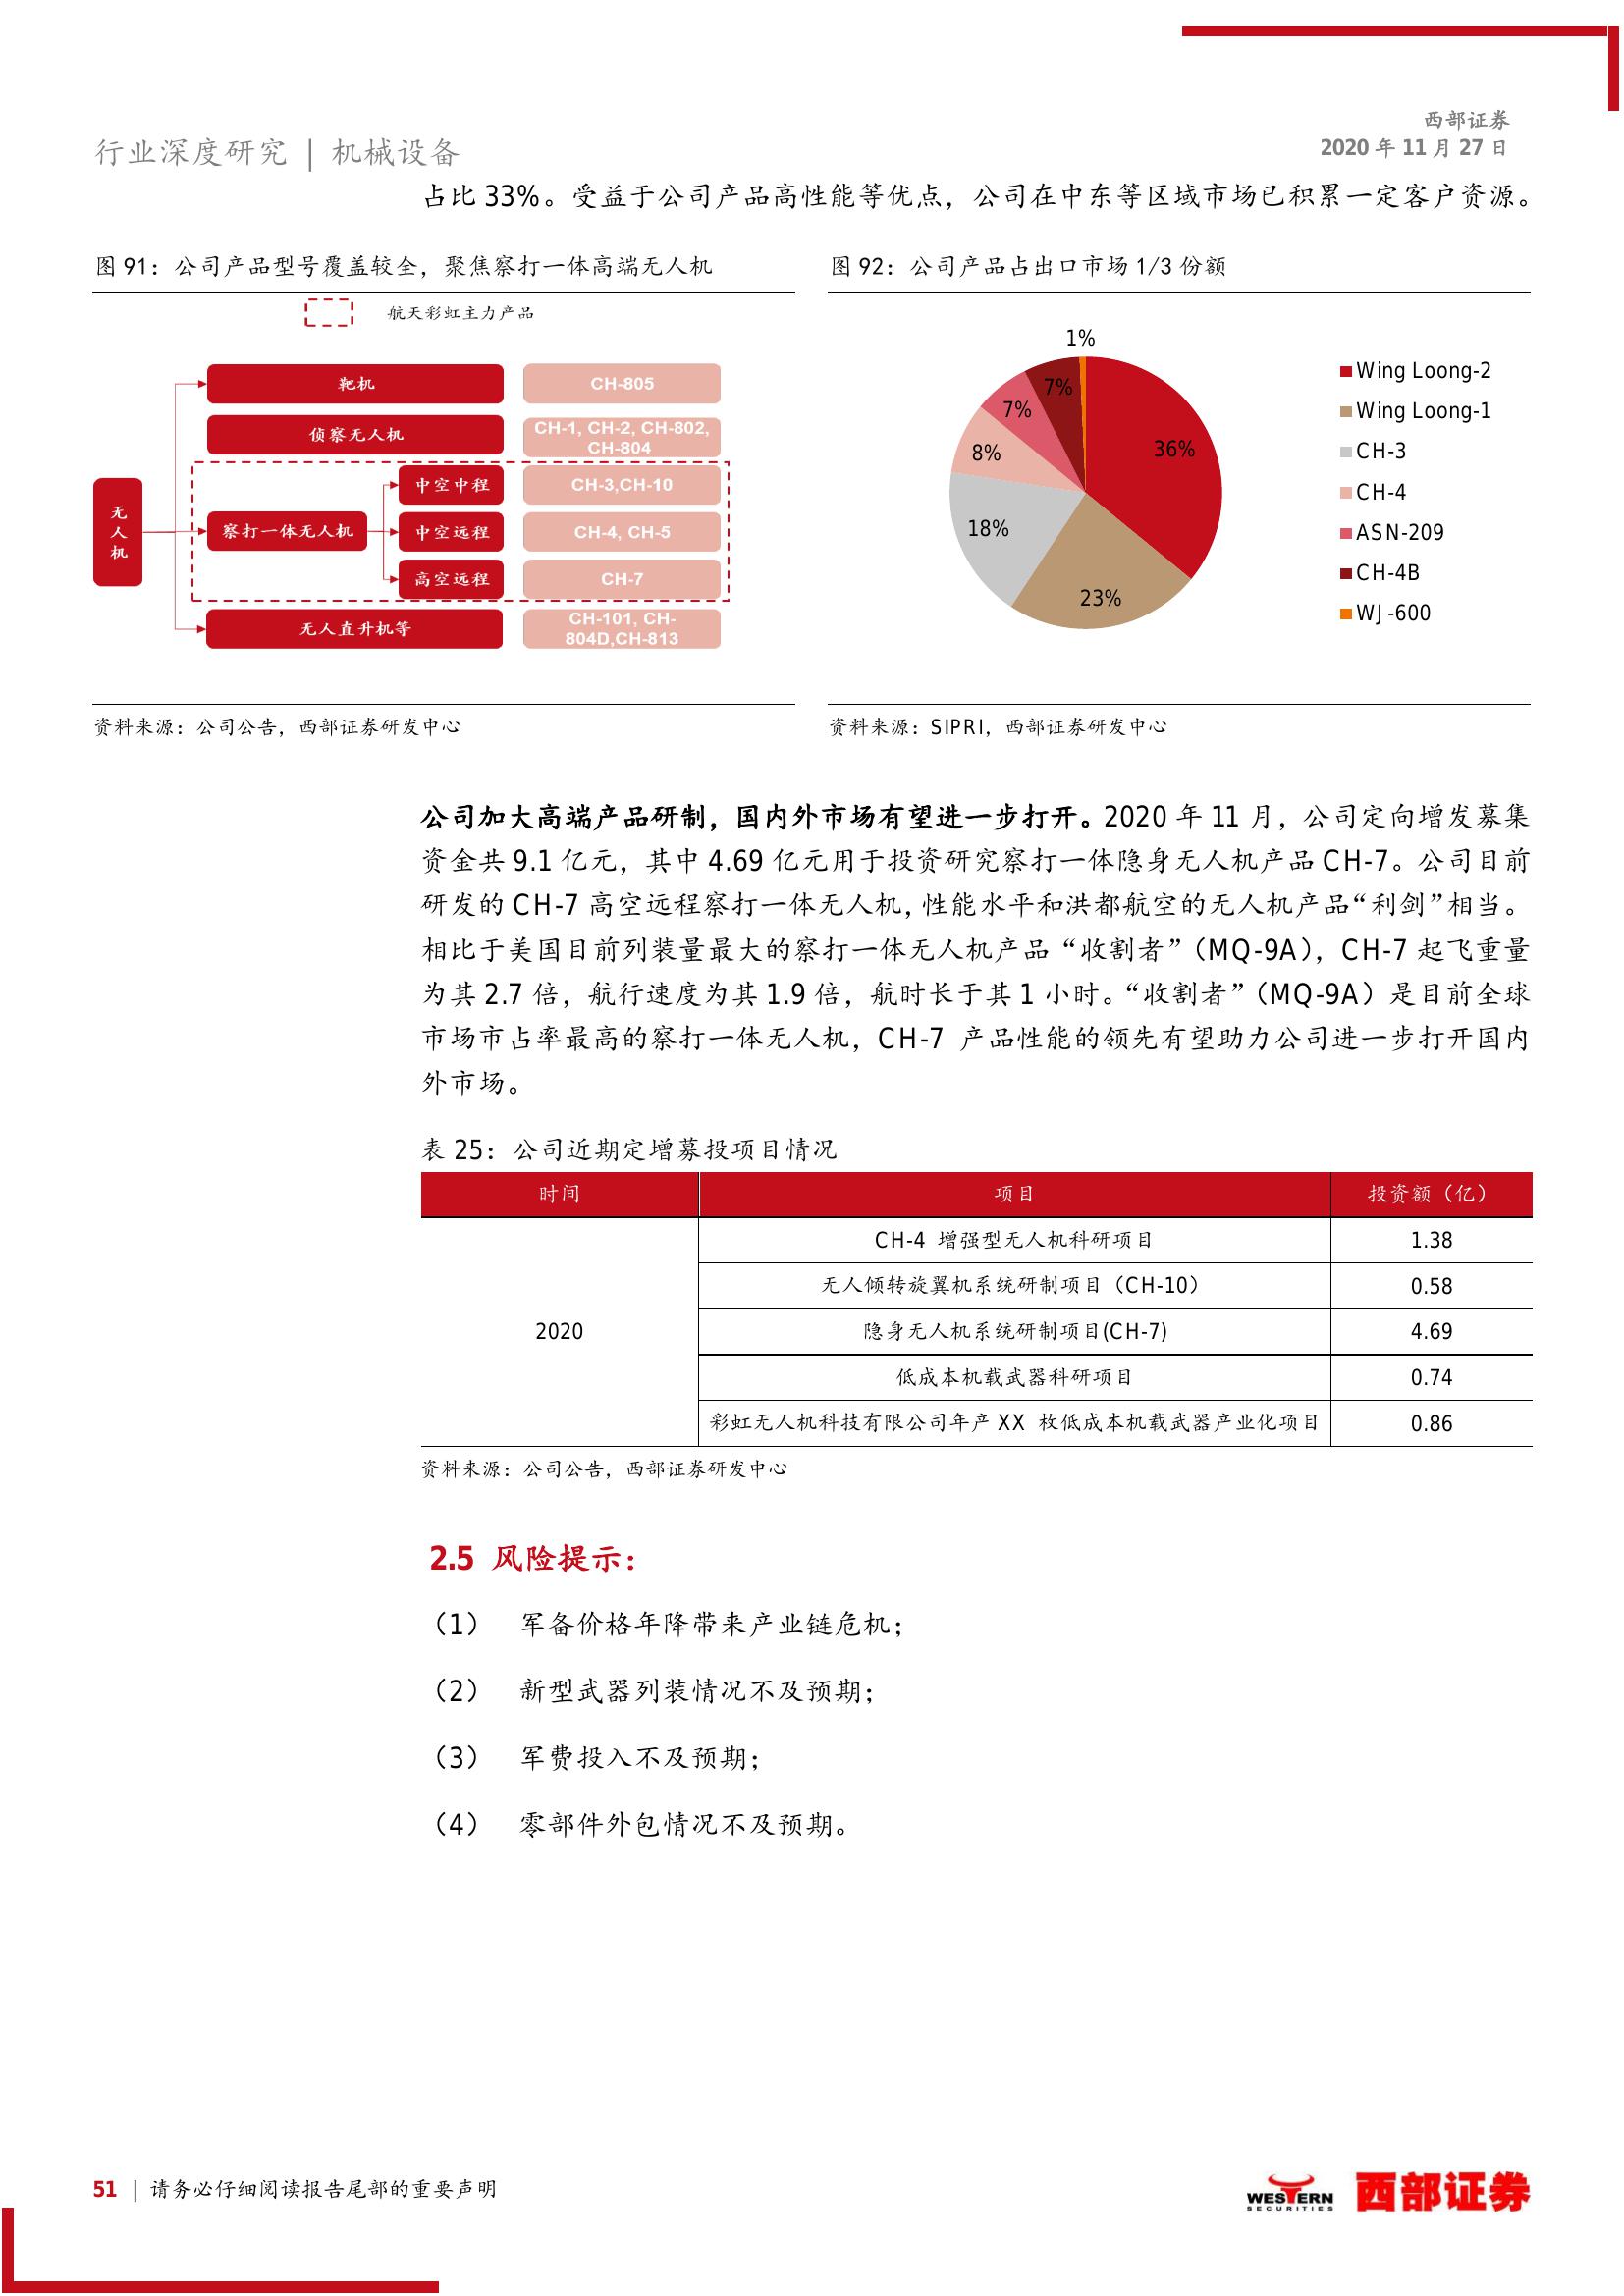 西部证券
行业深度研究 | 机械设备
2020 年 11 月 27 日
占比 33%。受益于公司产品高性能等优点，公司在中东等区域市场已积累一定客户资源。
图 91：公司产品型号覆盖较全，聚焦察打一体高端无人机
航天彩虹主力产品
无人机
靶机
CH-805
侦察无人机
CH-1, CH-2, CH-802,
CH-804
察打一体无人机
中空中程
CH-3,CH-10
中空远程
CH-4, CH-5
高空远程
CH-7
无人直升机等
CH-101, CH-
804D,CH-813
资料来源：公司公告，西部证券研发中心
图 92：公司产品占出口市场 1/3 份额
1%
7%
7%
8%
18%
23%
36%
Wing Loong-2
Wing Loong-1
CH-3
CH-4
ASN-209
CH-4B
WJ-600
资料来源：SIPRI，西部证券研发中心
公司加大高端产品研制，国内外市场有望进一步打开。2020 年 11 月，公司定向增发募集
资金共 9.1 亿元，其中 4.69 亿元用于投资研究察打一体隐身无人机产品 CH-7。公司目前
研发的 CH-7 高空远程察打一体无人机，性能水平和洪都航空的无人机产品“利剑”相当。
相比于美国目前列装量最大的察打一体无人机产品“收割者”（MQ-9A），CH-7 起飞重量
为其 2.7 倍，航行速度为其 1.9 倍，航时长于其 1 小时。“收割者”（MQ-9A）是目前全球
市场市占率最高的察打一体无人机，CH-7 产品性能的领先有望助力公司进一步打开国内
外市场。
表 25：公司近期定增募投项目情况
时间 项目 投资额（亿）
2020
CH-4 增强型无人机科研项目 1.38
无人倾转旋翼机系统研制项目（CH-10） 0.58
隐身无人机系统研制项目(CH-7) 4.69
低成本机载武器科研项目 0.74
彩虹无人机科技有限公司年产 XX 枚低成本机载武器产业化项目 0.86
资料来源：公司公告，西部证券研发中心
2.5 风险提示：
（1） 军备价格年降带来产业链危机；
（2） 新型武器列装情况不及预期；
（3） 军费投入不及预期；
（4） 零部件外包情况不及预期。
51 | 请务必仔细阅读报告尾部的重要声明
WESTERN
SECURITIES
西部证券